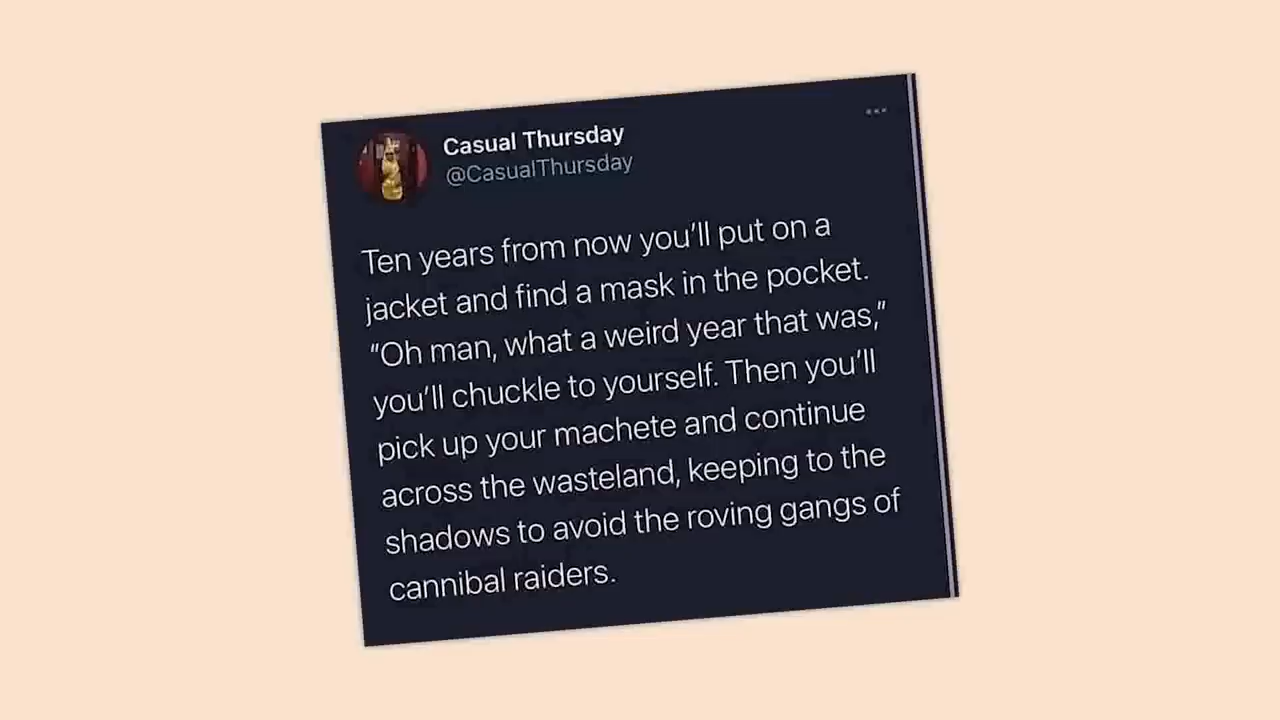 Casual Thursday
@CasualThursday
Ten years from now you'll put on a
jacket and find a mask in the pocket.
"Oh man, what a weird year that was,"
you'll chuckle to yourself. Then you'll
pick up your machete and continue
across the wasteland, keeping to the
shadows to avoid the roving gangs of
cannibal raiders.